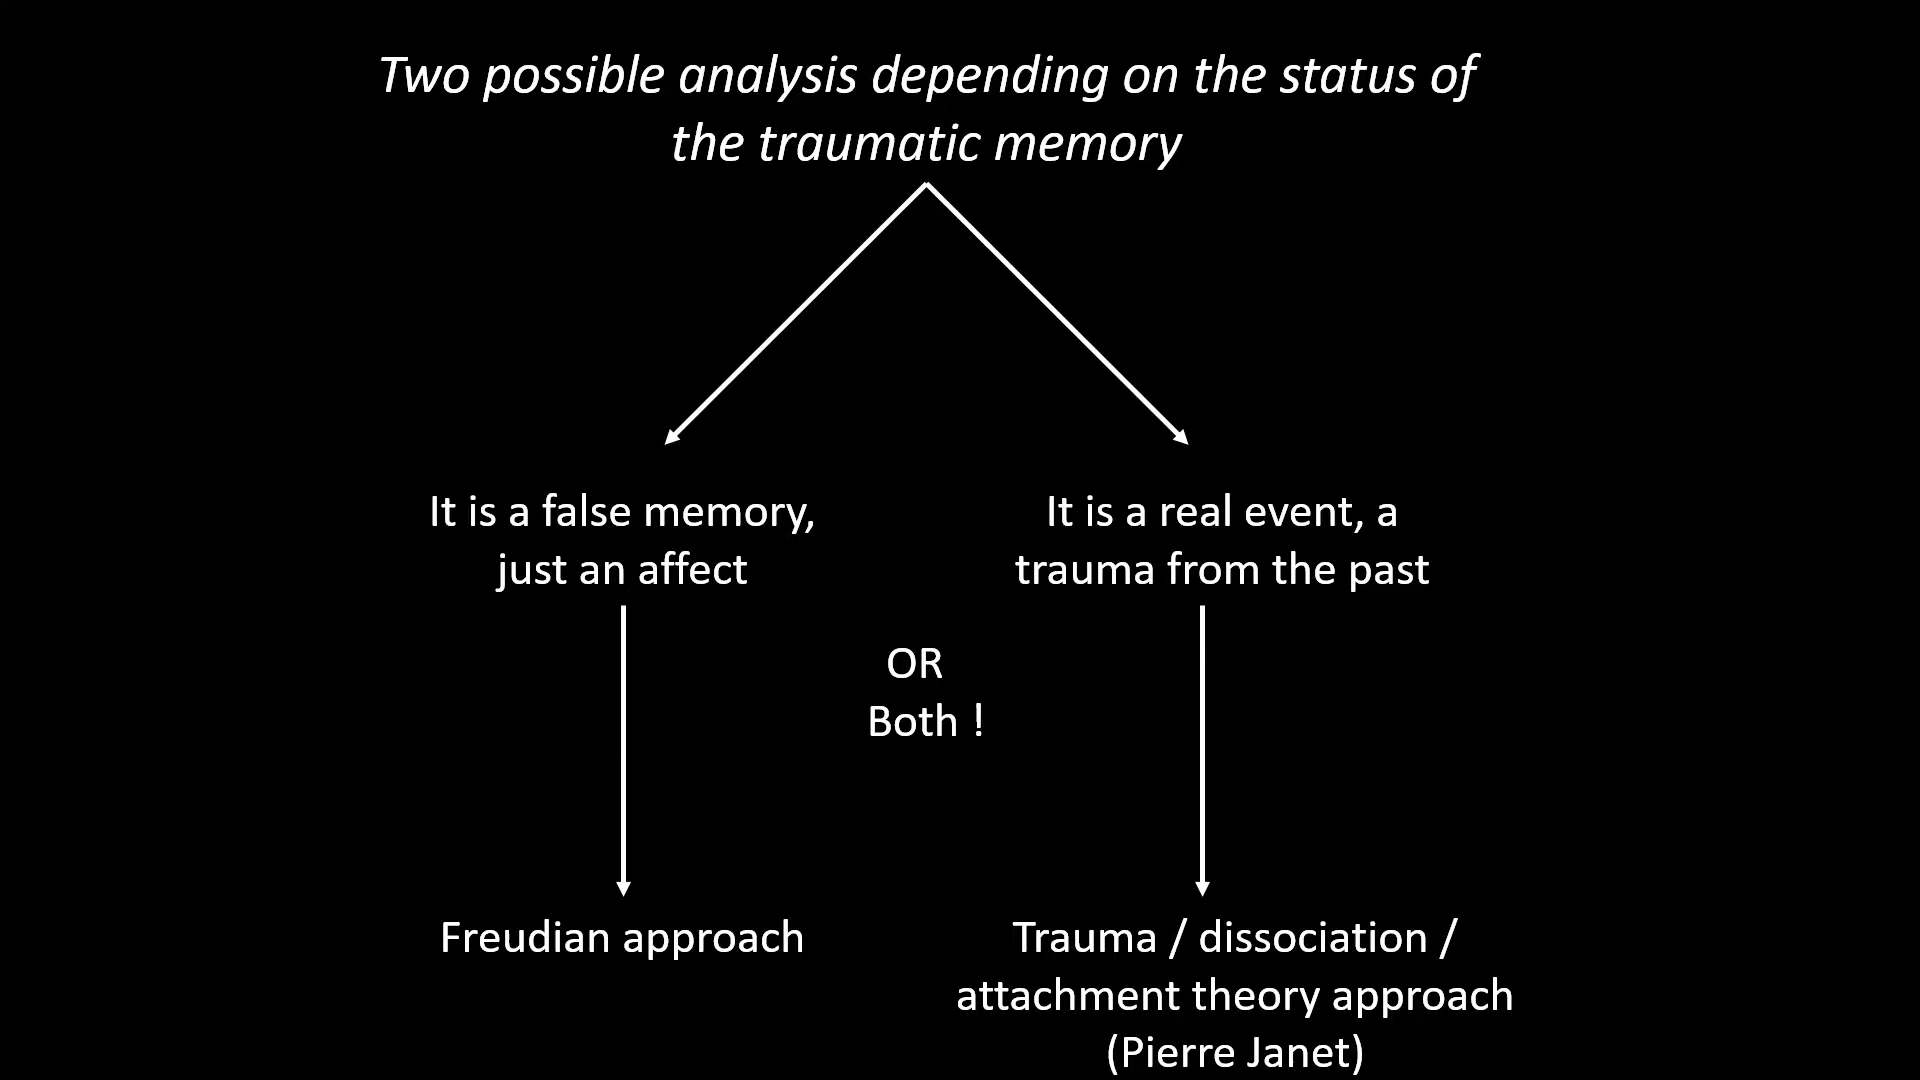 Two possible analysis depending on the status of
the traumatic memory
It is a false memory,
just an affect
It is a real event, a
trauma from the past
OR
Both !
Freudian approach
Trauma / dissociation /
attachment theory approach
(Pierre Janet)